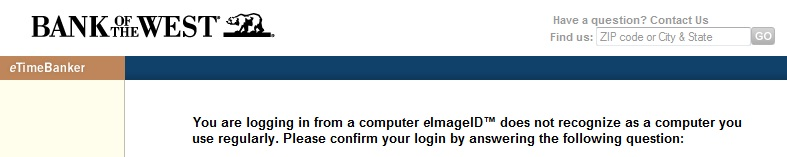 BANK OF THE WEST
Have a question? Contact Us
Find us: ZIP code or City & State GO
eTimeBanker
You are logging in from a computer eImageID™ does not recognize as a computer you
use regularly. Please confirm your login by answering the following question: